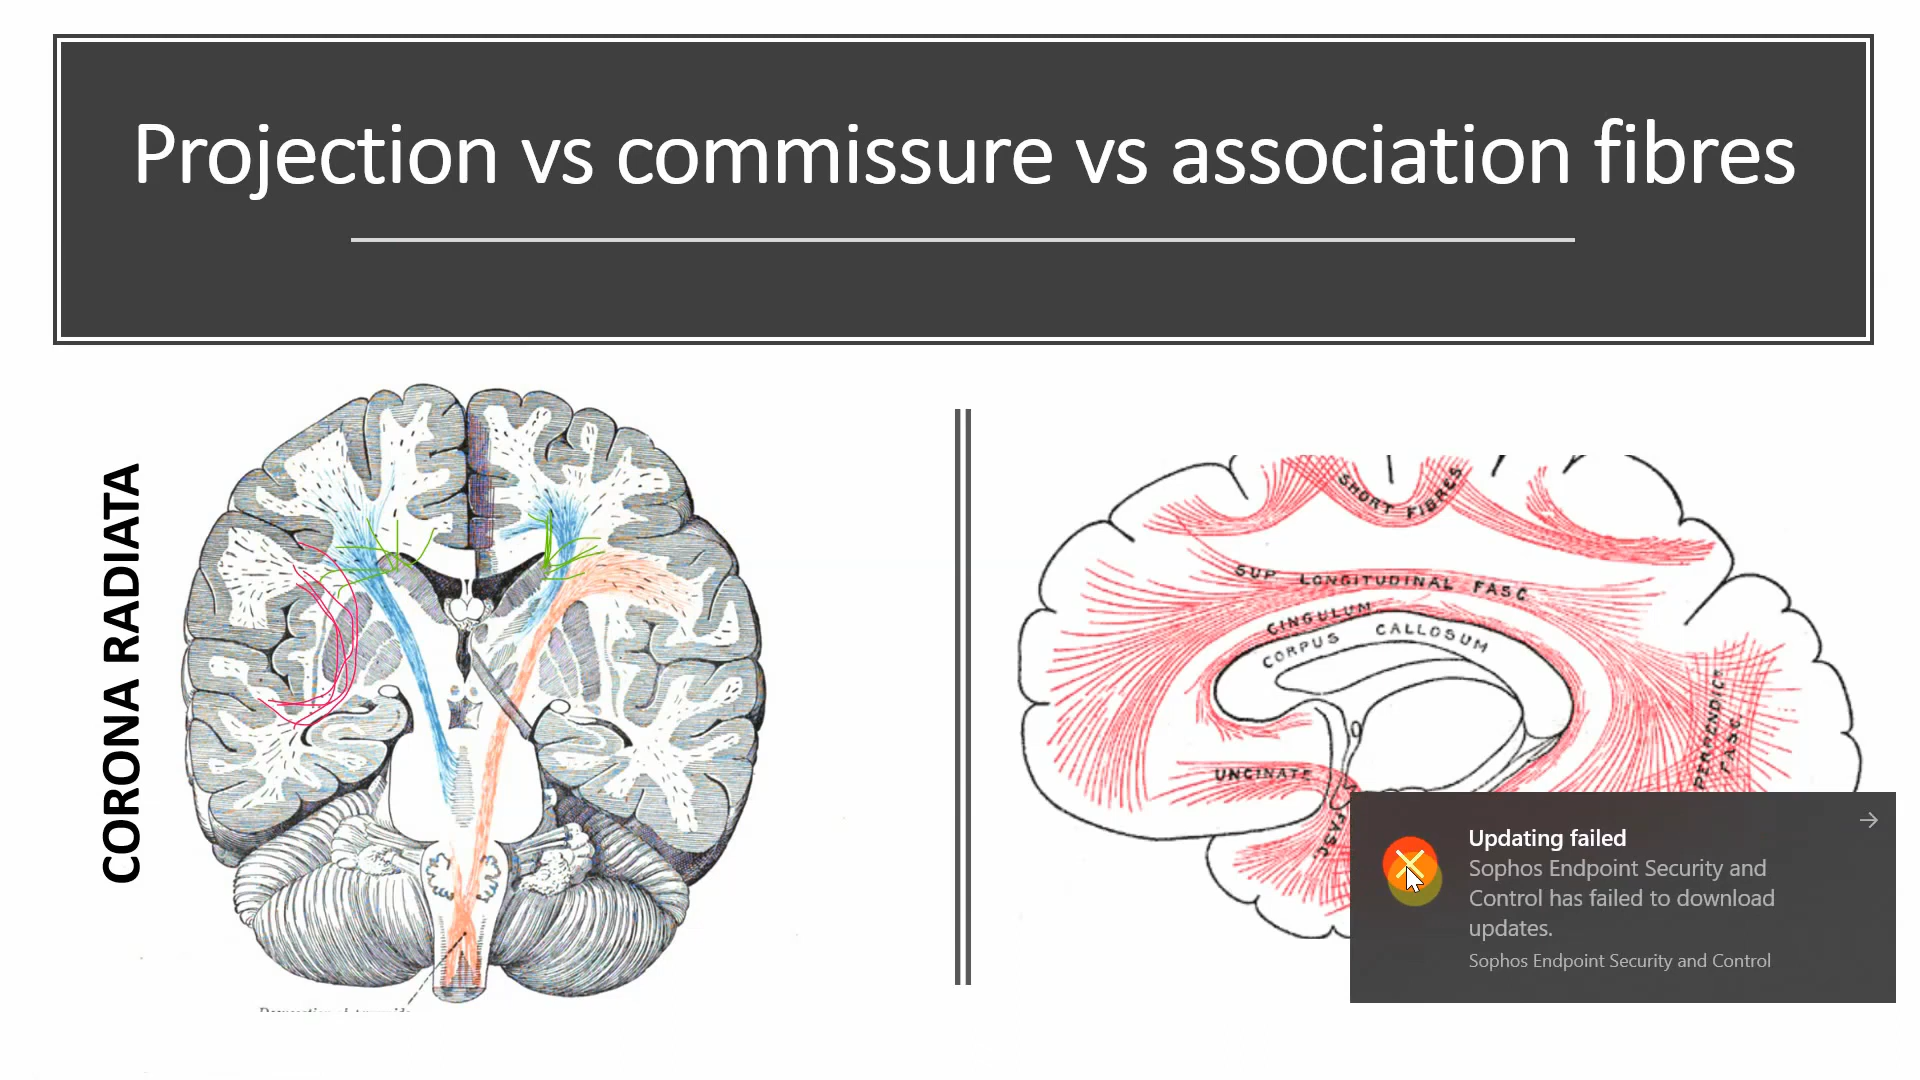 Projection vs commissure vs association fibres
CORONA RADIATA
SHORT FIBRES
SUP. LONGITUDINAL FASC
CINGULUM
CORPUS CALLOSUM
PERPENDIC.
FASC.
UNCINATE
FASC.
Updating failed
Sophos Endpoint Security and
Control has failed to download
updates.
Sophos Endpoint Security and Control